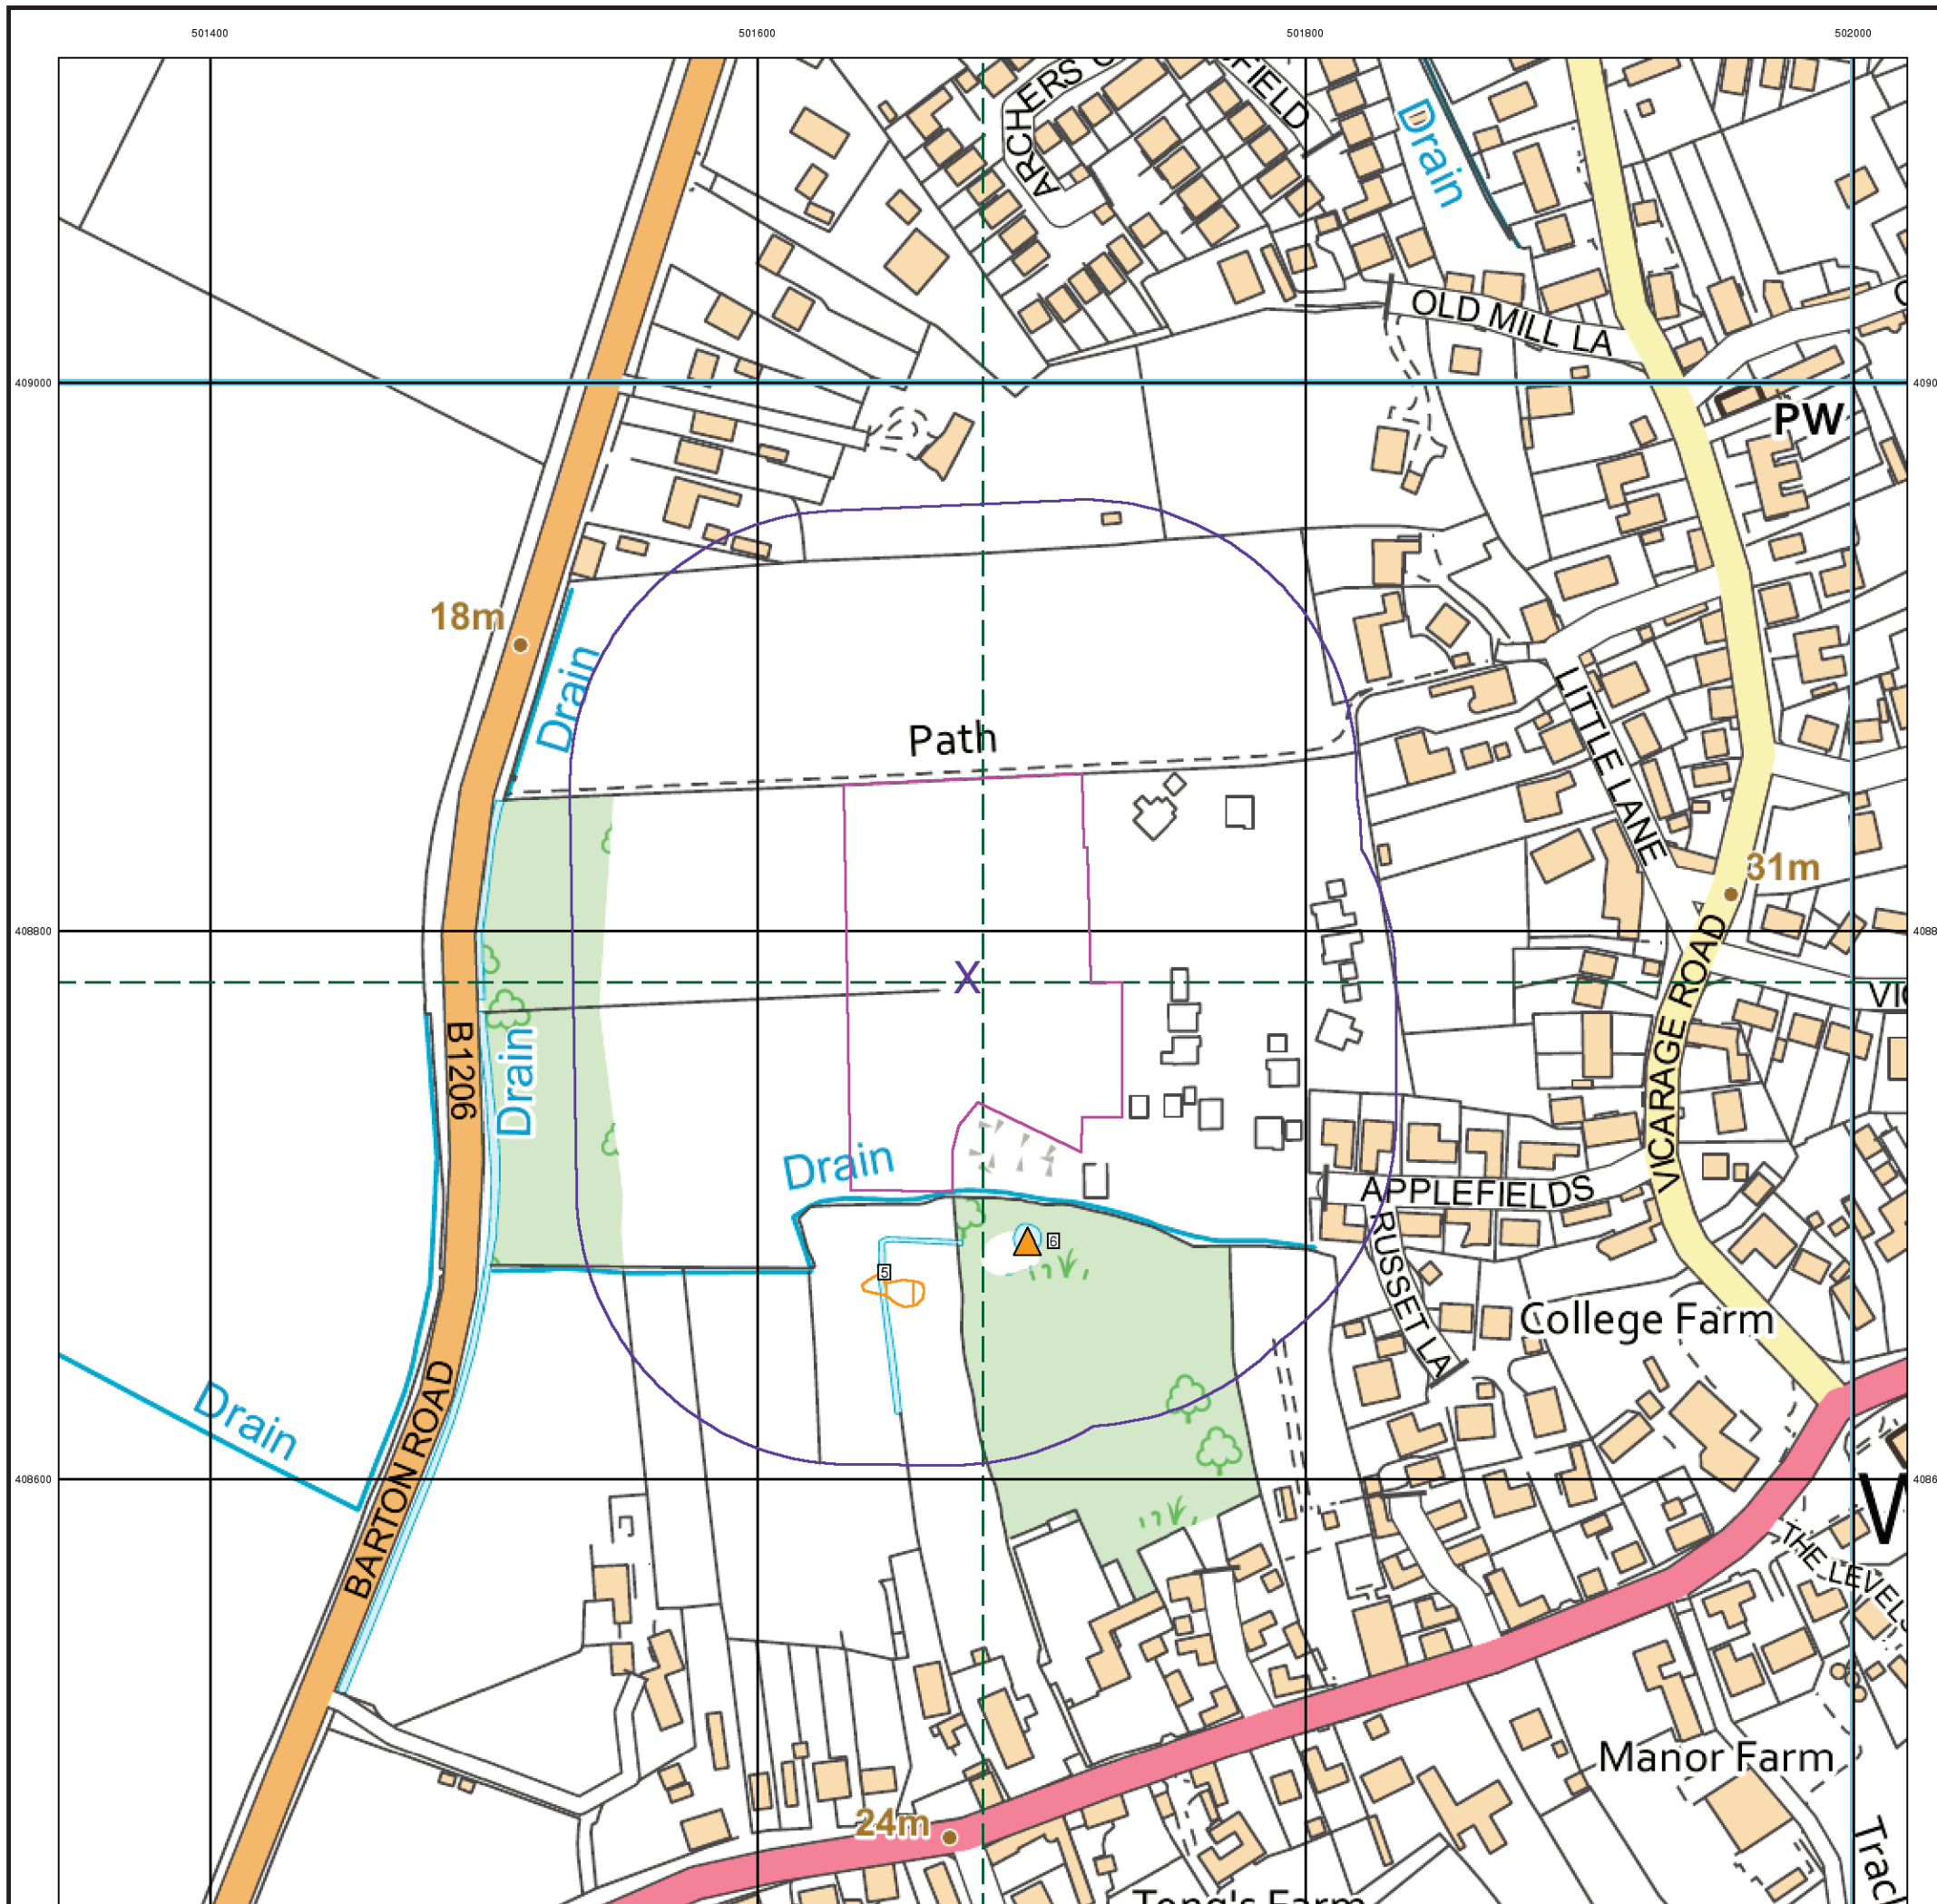 501400
501600
501800
502000
ARCHERS
FIELD
Drain
OLD MILL LA
409000
PW
18m
Drain
Path
LITTLE LANE
31m
408800
X
VICARAGE ROAD
B1206
Drain
Drain
APPLEFIELDS
6
5
RUSSET LA
College Farm
Drain
BARTON ROAD
408600
THE LEVELS
Manor Farm
24m
Tong's Farm